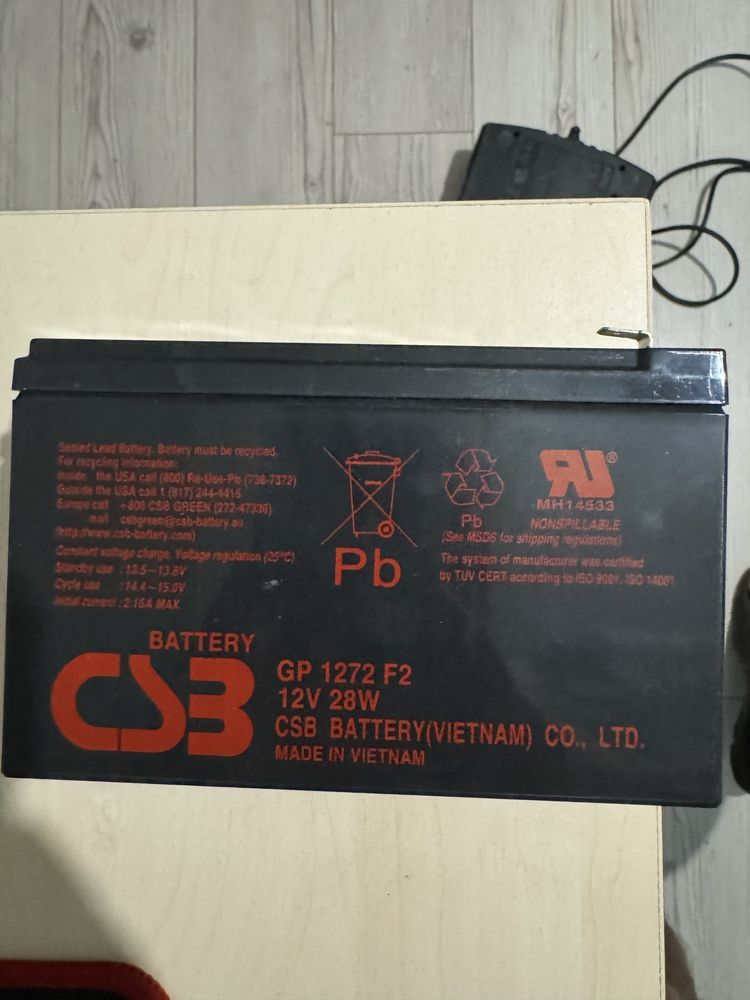 Sealed Lead Battery. Battery must be recycled.
For recycling information:
inside the USA call (800) Re-Use-Pb (738-7372)
Outside the USA call 1 (817) 244-4415
Europe call +800 CSB GREEN (272-47336)
mail csbgreen@csb-battery.eu
(http://www.csb-battery.com)
Constant voltage charge. Voltage regulation (25°C)
Standby use : 13.5~13.8V
Cycle use : 14.4~15.0V
Initial current : 2.16A MAX.
Pb
Pb
®
MH14533
NONSPILLABLE
(See MSDS for shipping regulations)
The system of manufacturer was certified
by TUV CERT according to ISO 9001, ISO 14001
BATTERY
CSB
GP 1272 F2
12V 28W
CSB BATTERY(VIETNAM) CO., LTD.
MADE IN VIETNAM